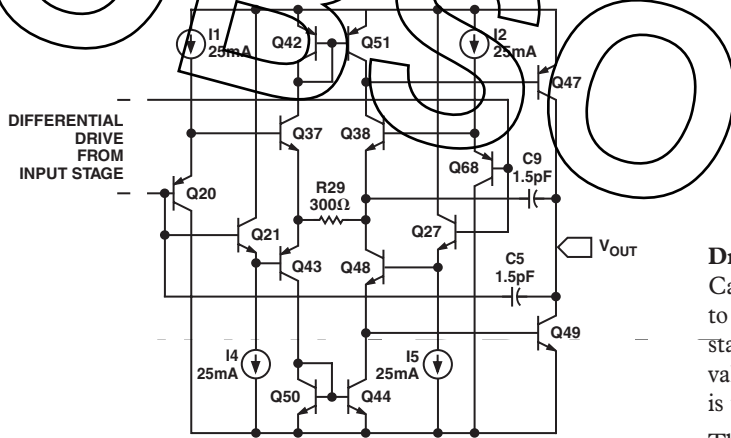 I1
25mA
Q42
Q51
I2
25mA
Q47
DIFFERENTIAL
DRIVE
FROM
INPUT STAGE
Q37
Q38
Q68
C9
1.5pF
Q20
R29
300Ω
Q21
Q27
VOUT
Q43
Q48
C5
1.5pF
Q49
I4
25mA
I5
25mA
Q50
Q44
Dr
Ca
to
sta
va
is
OBSO